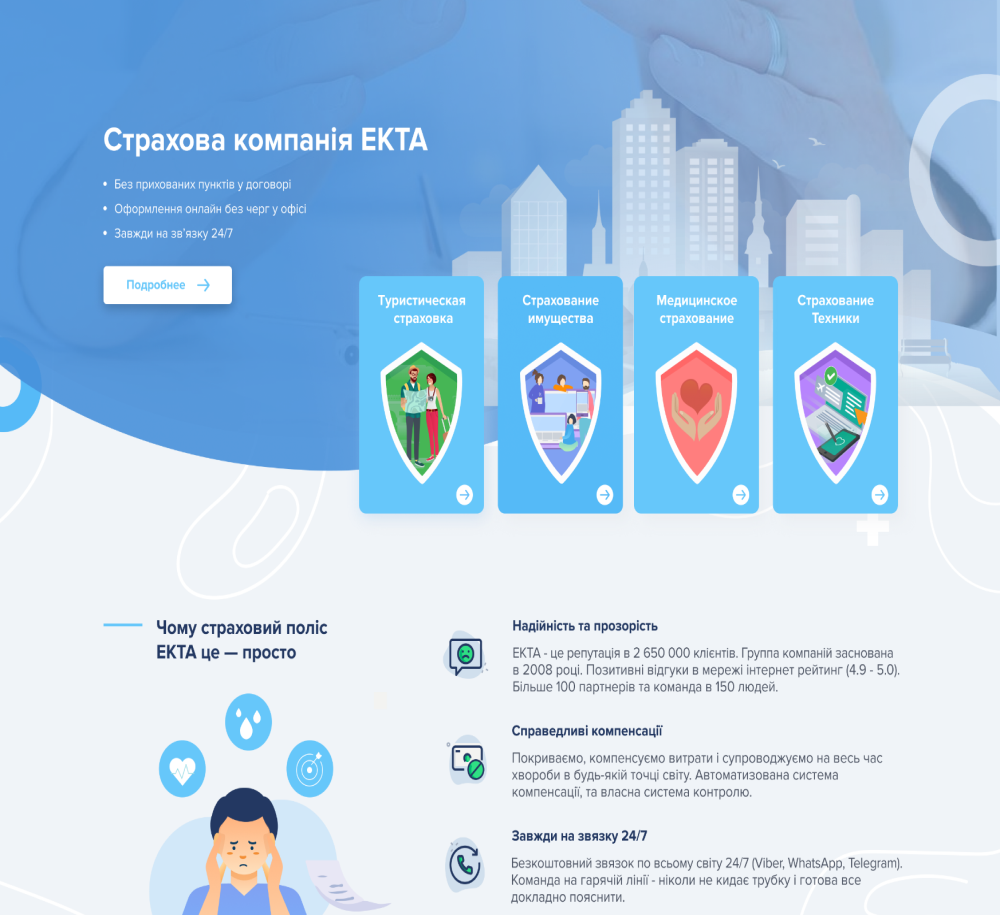 Страхова компанія ЕКТА
• Без прихованих пунктів у договорі
• Оформлення онлайн без черг у офісі
• Завжди на зв'язку 24/7
Подробнее
Туристическая
страховка
Страхование
имущества
Медицинское
страхование
Страхование
Техники
Чому страховий поліс
ЕКТА це — просто
Надійність та прозорість
ЕКТА - це репутація в 2 650 000 клієнтів. Группа компаній заснована
в 2008 році. Позитивні відгуки в мережі інтернет рейтинг (4.9 - 5.0).
Більше 100 партнерів та команда в 150 людей.
Справедливі компенсації
Покриваємо, компенсуємо витрати і супроводжуємо на весь час
хвороби в будь-якій точці світу. Автоматизована система
компенсації, та власна система контролю.
Завжди на звязку 24/7
Безкоштовний звязок по всьому світу 24/7 (Viber, WhatsApp, Telegram).
Команда на гарячій лінії - ніколи не кидає трубку і готова все
докладно пояснити.